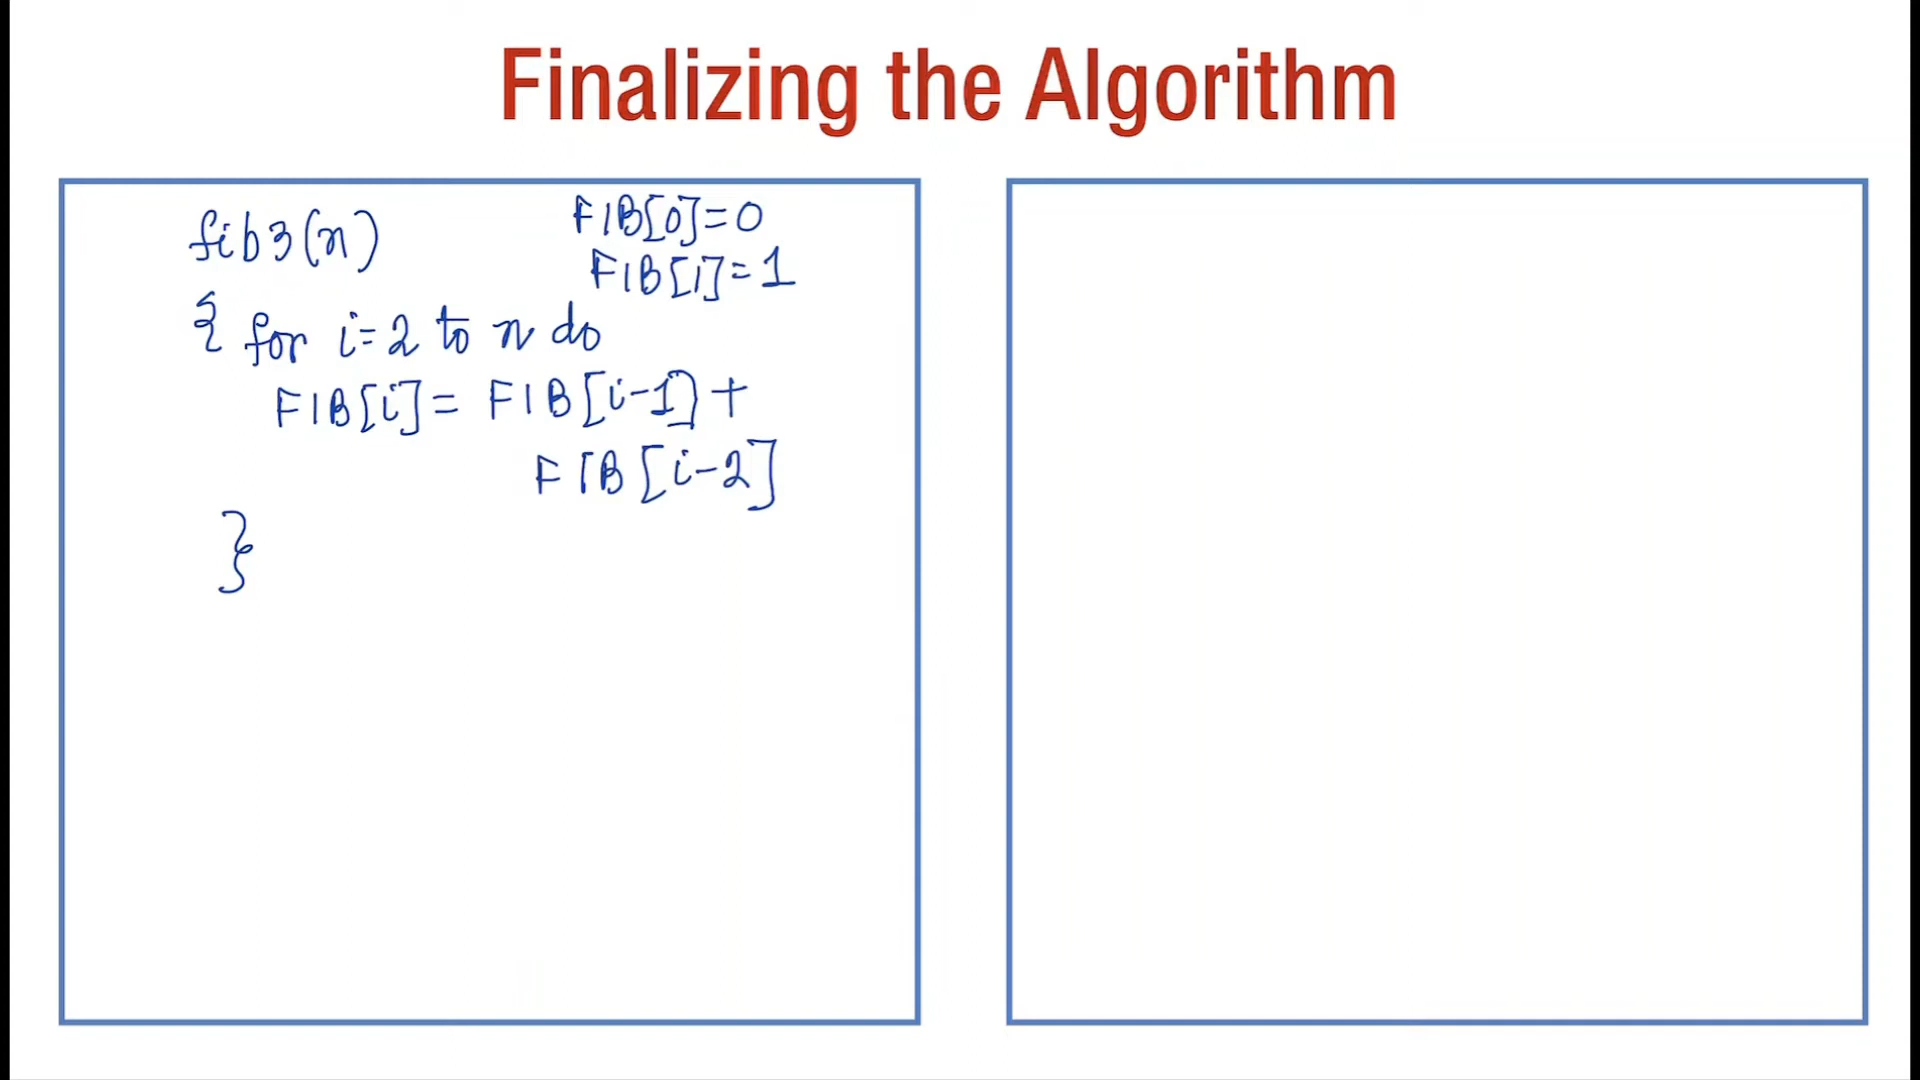 Finalizing the Algorithm
fib3(n)
FIB[0]=0
FIB[1]=1
{ for i=2 to n do
FIB[i]= FIB[i-1]+
FIB[i-2]
}